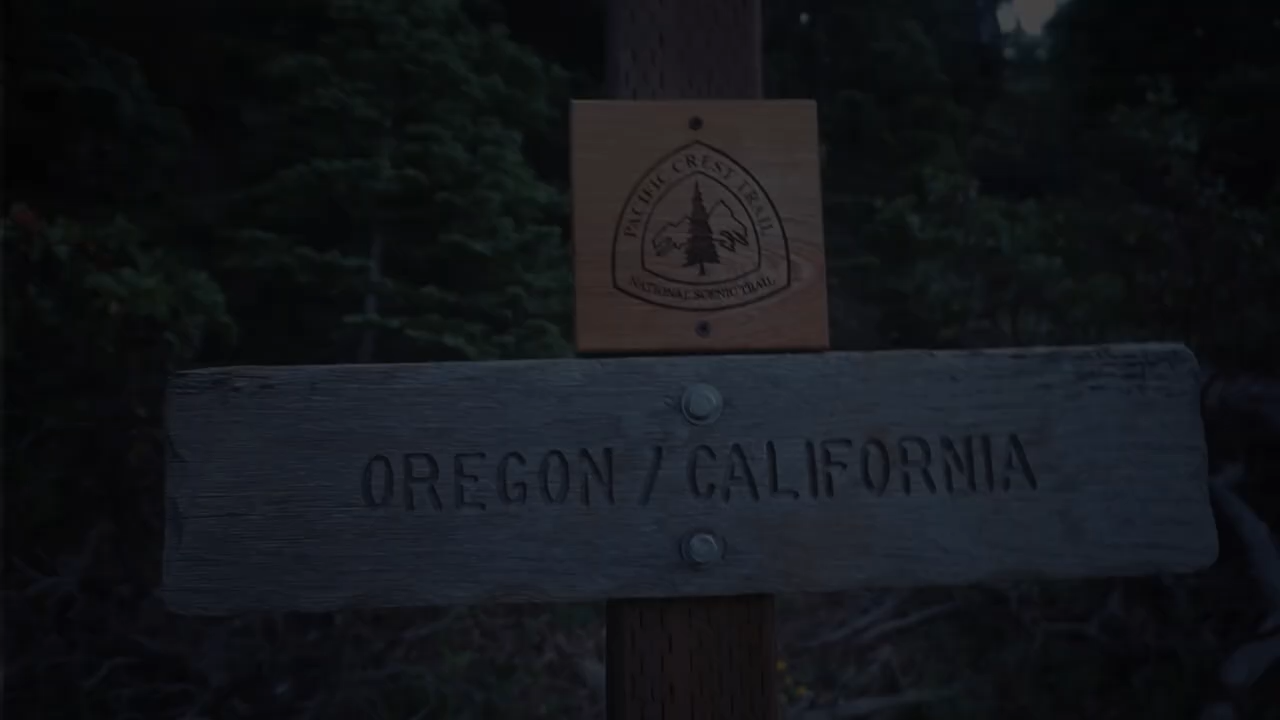 PACIFIC CREST TRAIL
NATIONAL SCENIC TRAIL
OREGON / CALIFORNIA